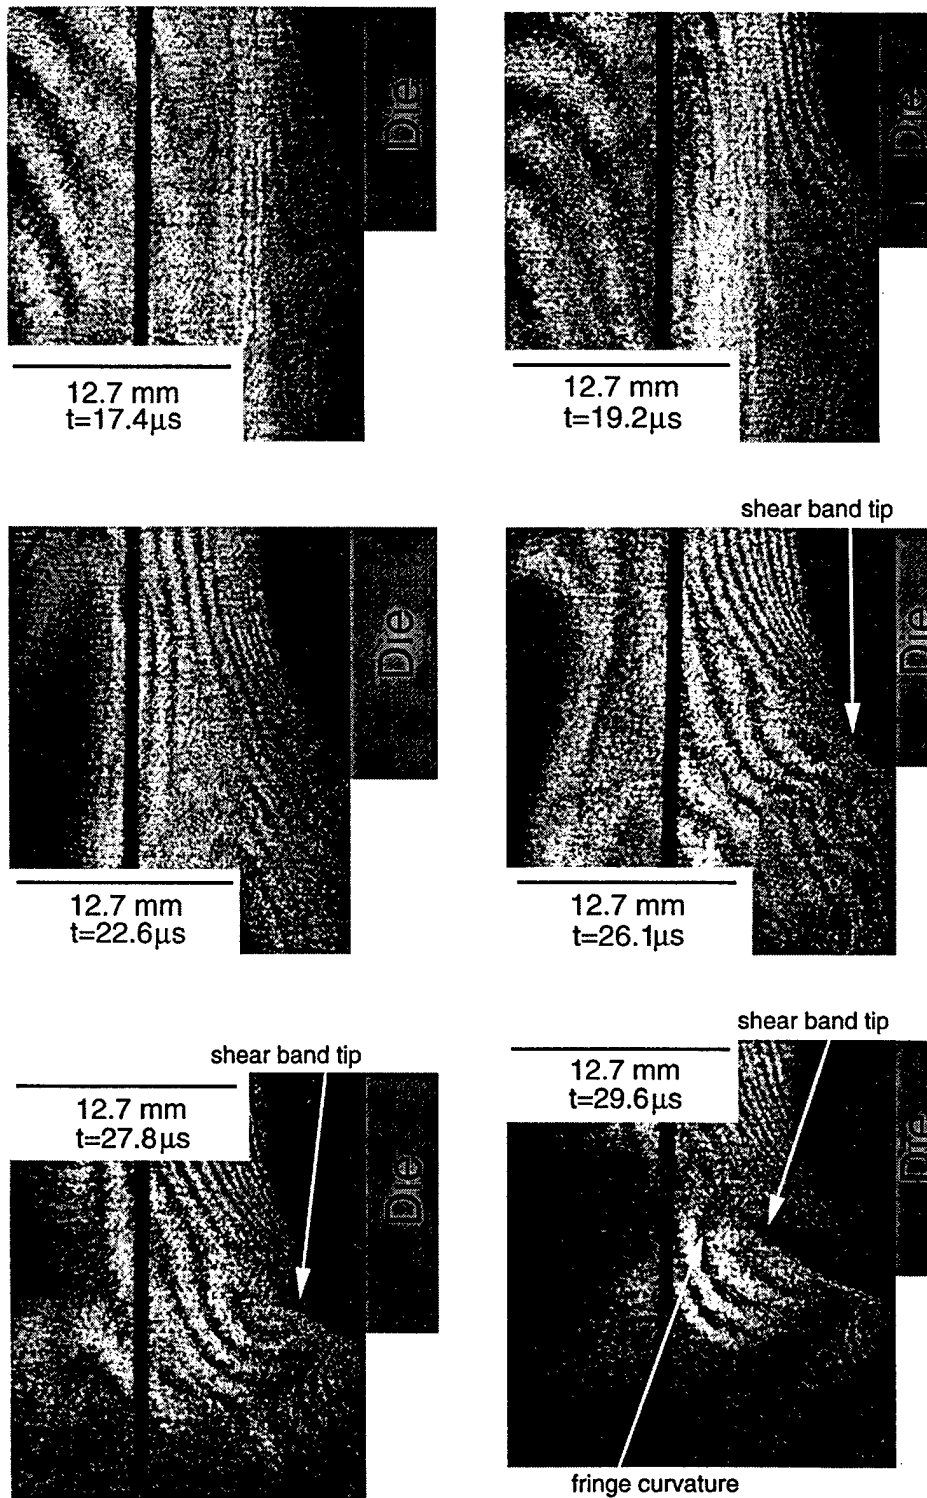 Die
12.7 mm
t=17.4μs
Die
12.7 mm
t=19.2μs
Die
12.7 mm
t=22.6μs
shear band tip
Die
12.7 mm
t=26.1μs
shear band tip
12.7 mm
t=27.8μs
Die
shear band tip
12.7 mm
t=29.6μs
Die
fringe curvature